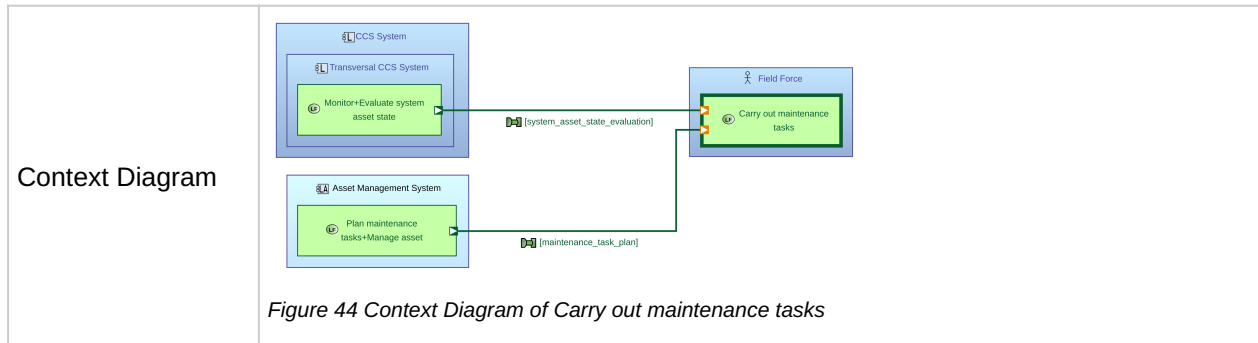 Context Diagram
CCS System
Transversal CCS System
Monitor+Evaluate system
asset state
[system_asset_state_evaluation]
Field Force
Carry out maintenance
tasks
Asset Management System
Plan maintenance
tasks+Manage asset
[maintenance_task_plan]
Figure 44 Context Diagram of Carry out maintenance tasks